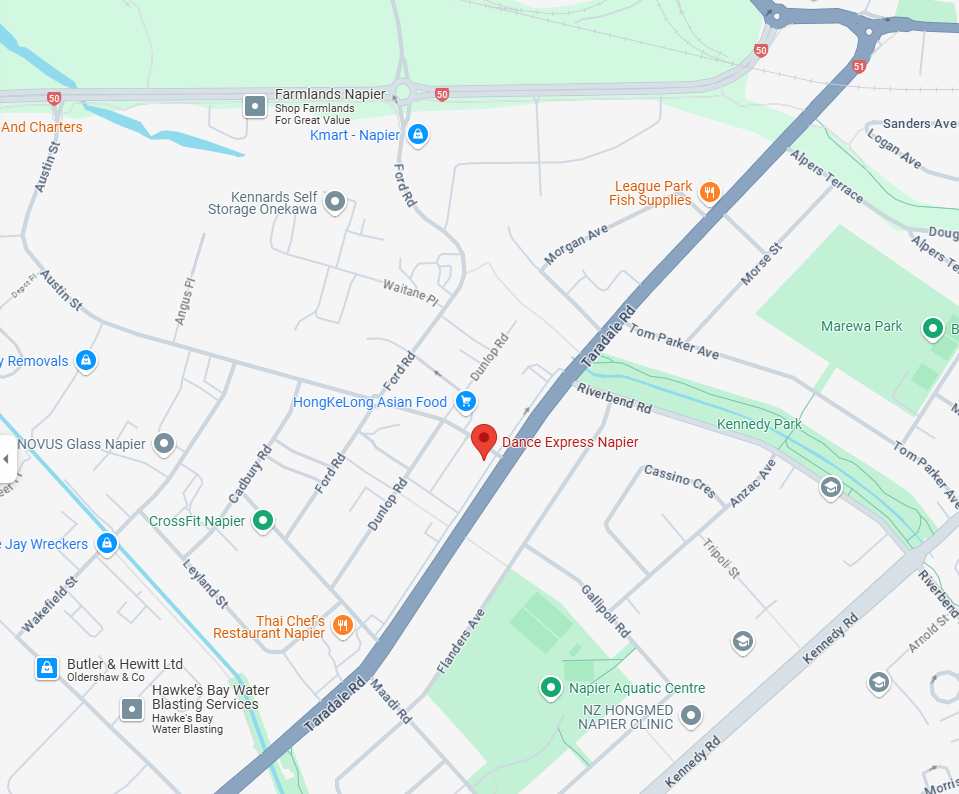 50
51
50
Farmlands Napier
50
Shop Farmlands
For Great Value
And Charters
Kmart - Napier
Sanders Ave
Logan Ave
Austin St
Ford Rd
Alpers Terrace
Kennards Self
Storage Onekawa
League Park
Fish Supplies
Morgan Ave
Doug
Alpers Te
Morse St
Depot Pl
Austin St
Angus Pl
Waitane Pl
Taradale Rd
Tom Parker Ave
Marewa Park
B
y Removals
Ford Rd
Dunlop Rd
HongKeLong Asian Food
Riverbend Rd
Kennedy Park
NOVUS Glass Napier
Dance Express Napier
Cadbury Rd
Ford Rd
Dunlop Rd
Cassino Cres
Anzac Ave
Tom Parker Ave
CrossFit Napier
Jay Wreckers
Tripoli St
Leyland St
Wakefield St
Gallipoli Rd
Riverbend
Thai Chef's
Restaurant Napier
Flanders Ave
Kennedy Rd
Arnold St
Butler & Hewitt Ltd
Oldershaw & Co
Hawke's Bay Water
Blasting Services
Hawke's Bay
Water Blasting
Taradale Rd
Maadi Rd
Napier Aquatic Centre
NZ HONGMED
NAPIER CLINIC
Kennedy Rd
Morris